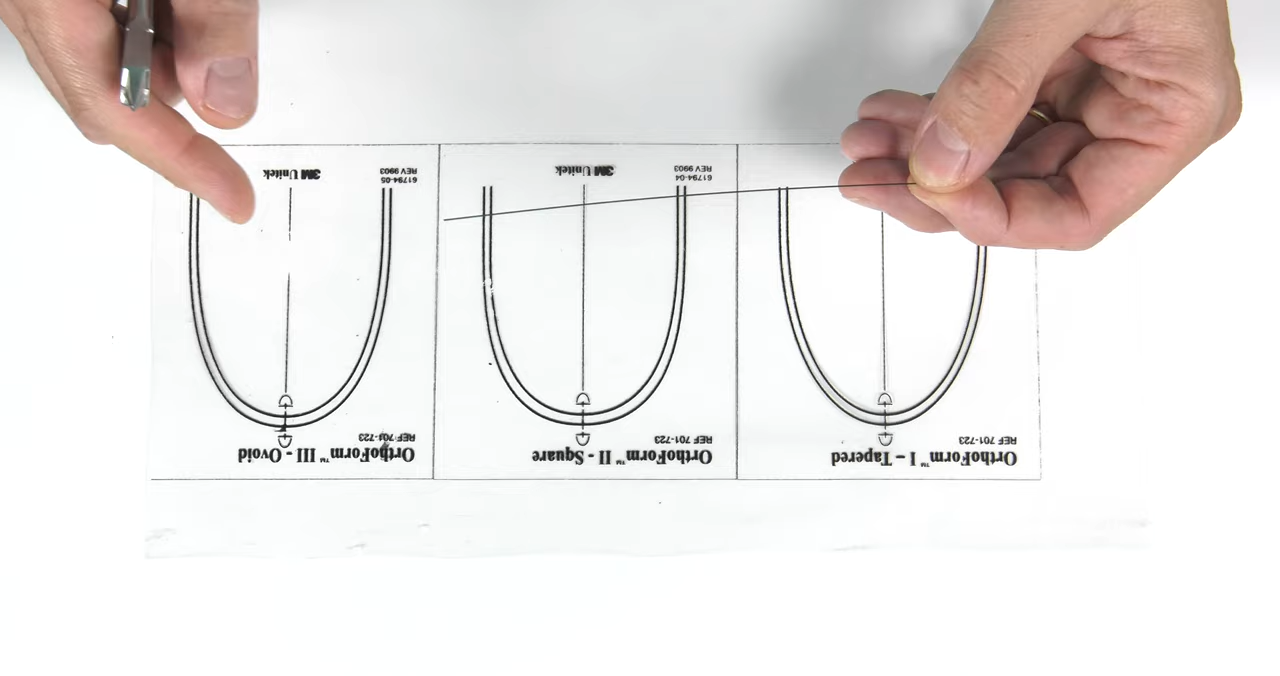 OrthoForm™ I – Tapered
REF 701-723
OrthoForm™ II - Square
REF 701-723
61794-04
REV 9903
3M Unitek
OrthoForm™ III - Ovoid
REF 701-723
61794-05
REV 9903
3M Unitek